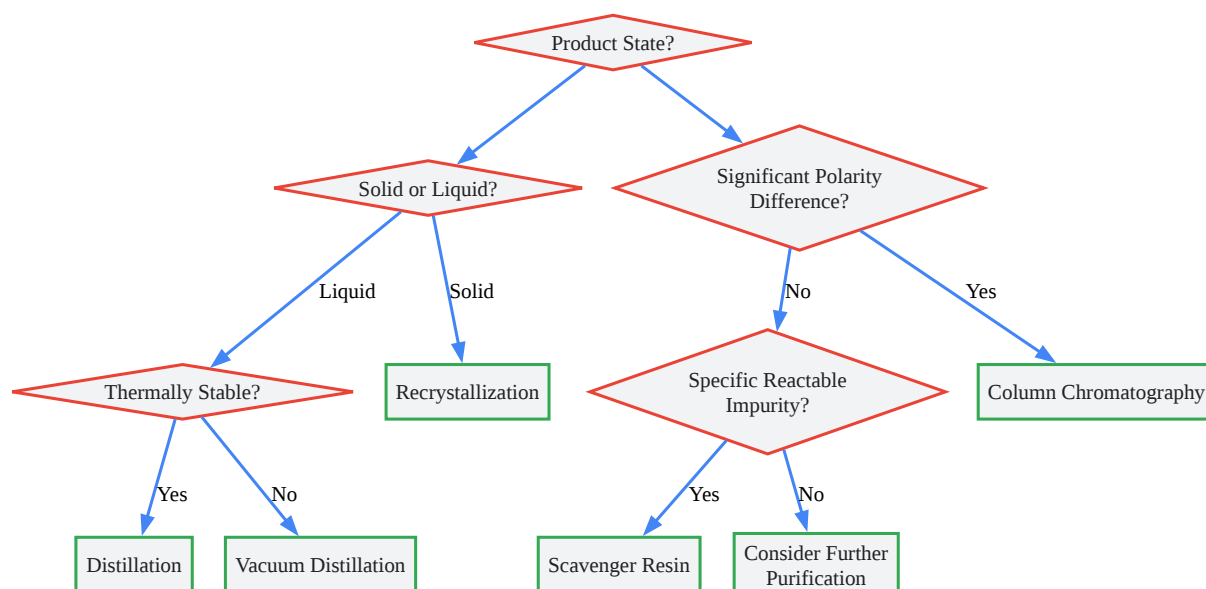 Product State?
Solid or Liquid?
Significant Polarity
Difference?
Liquid
Solid
No
Yes
Thermally Stable?
Recrystallization
Specific Reactable
Impurity?
Column Chromatography
Yes
No
Yes
No
Distillation
Vacuum Distillation
Scavenger Resin
Consider Further
Purification